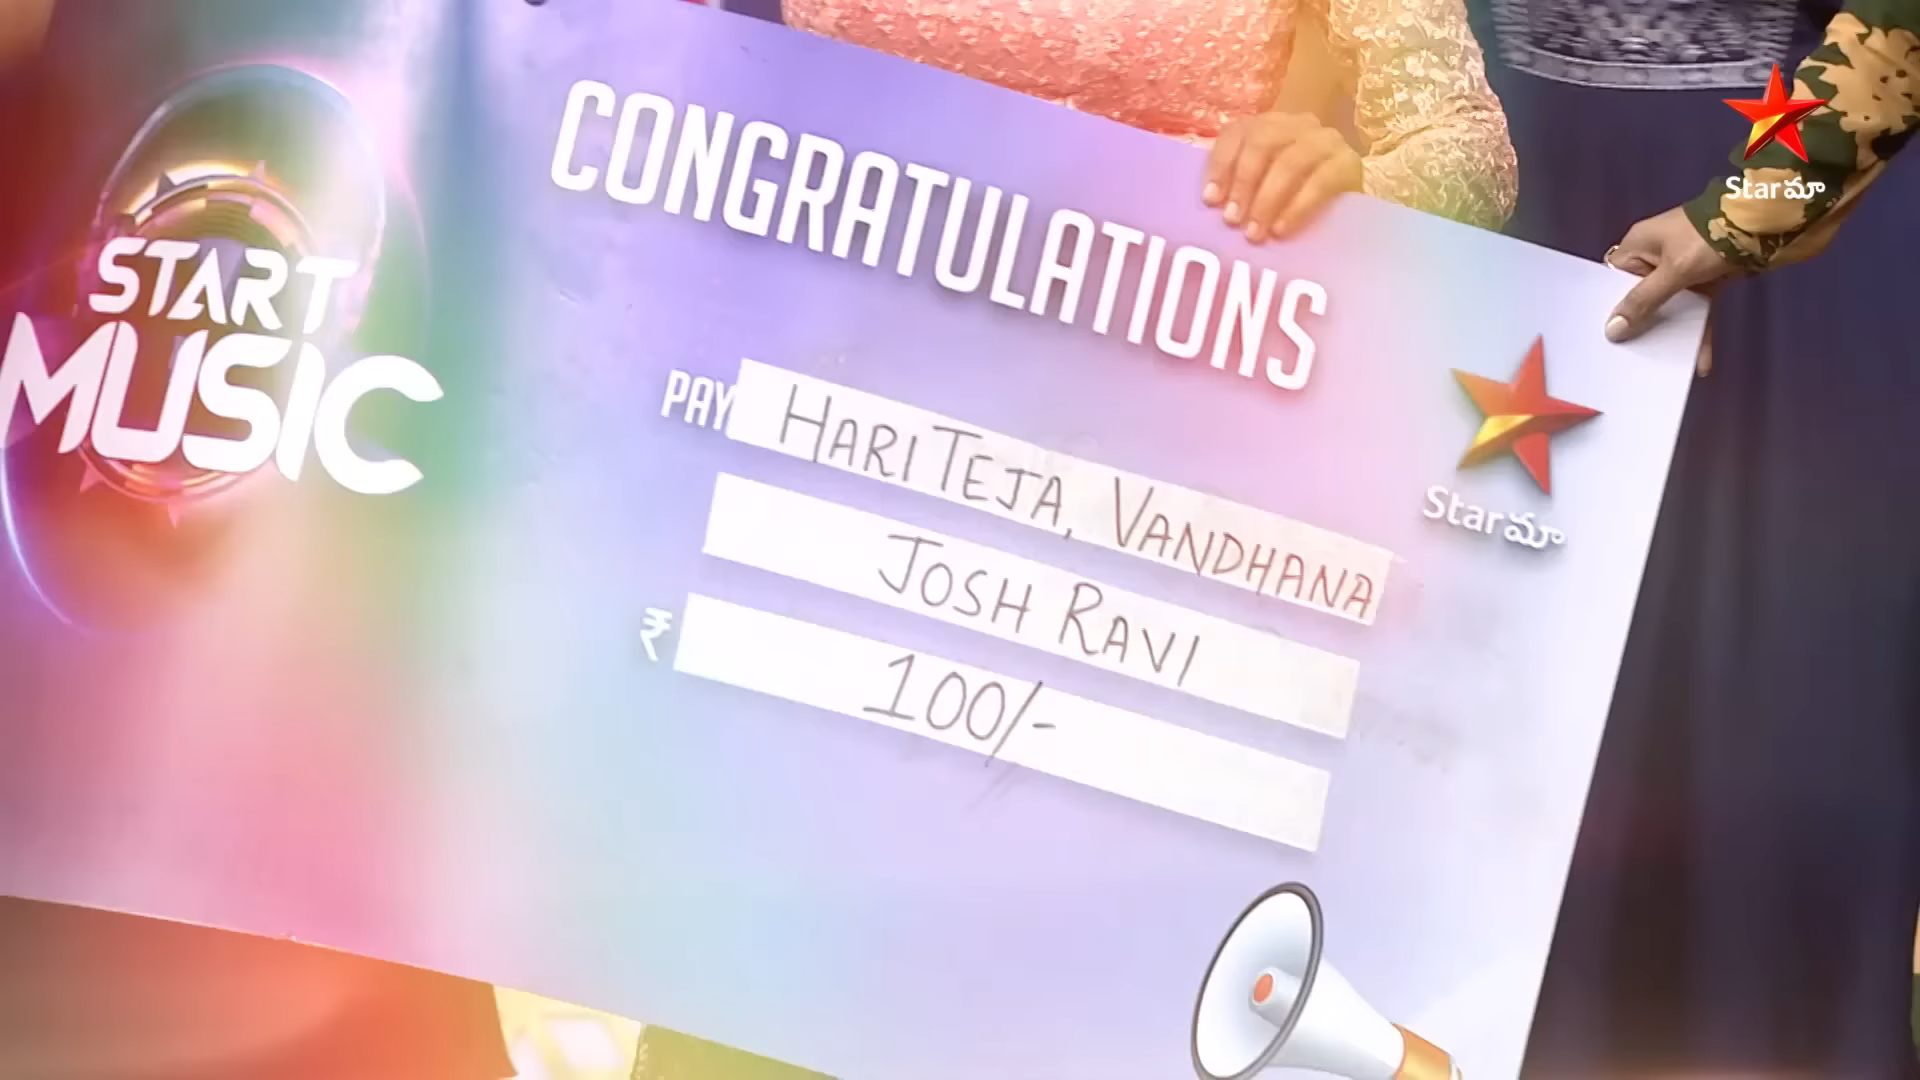 START
MUSIC
CONGRATULATIONS
PAY HARI TEJA, VANDHANA
JOSH RAVI
₹ 100/-
Starమా
Starమా